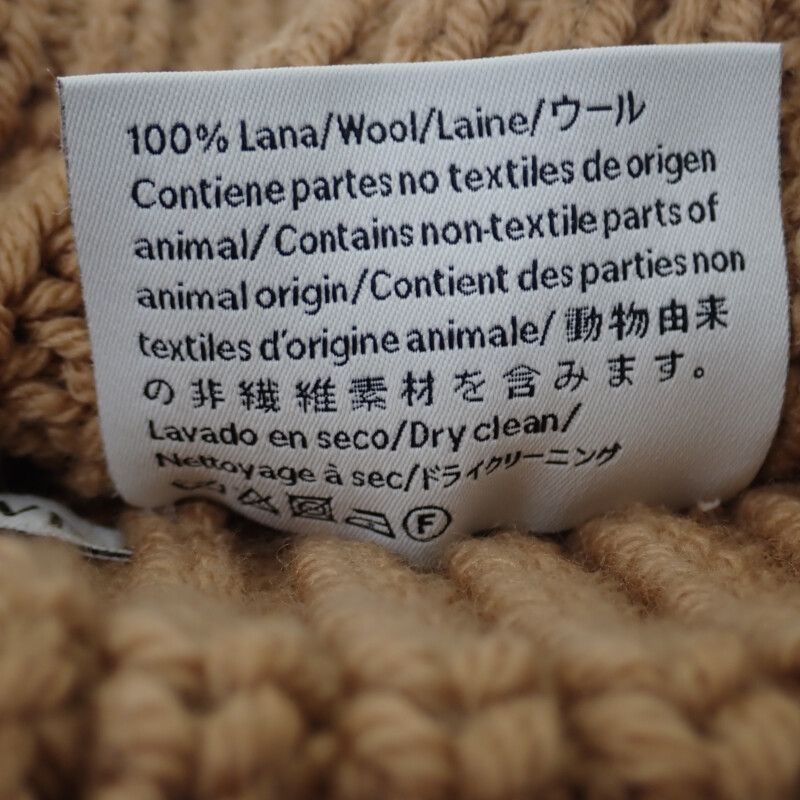 100% Lana/Wool/Laine/ウール
Contiene partes no textiles de origen
animal/Contains non-textile parts of
animal origin/Contient des parties non
textiles d'origine animale/動物由来
の非繊維素材を含みます。
Lavado en seco/Dry clean/
Nettoyage à sec/ドライクリーニング
F